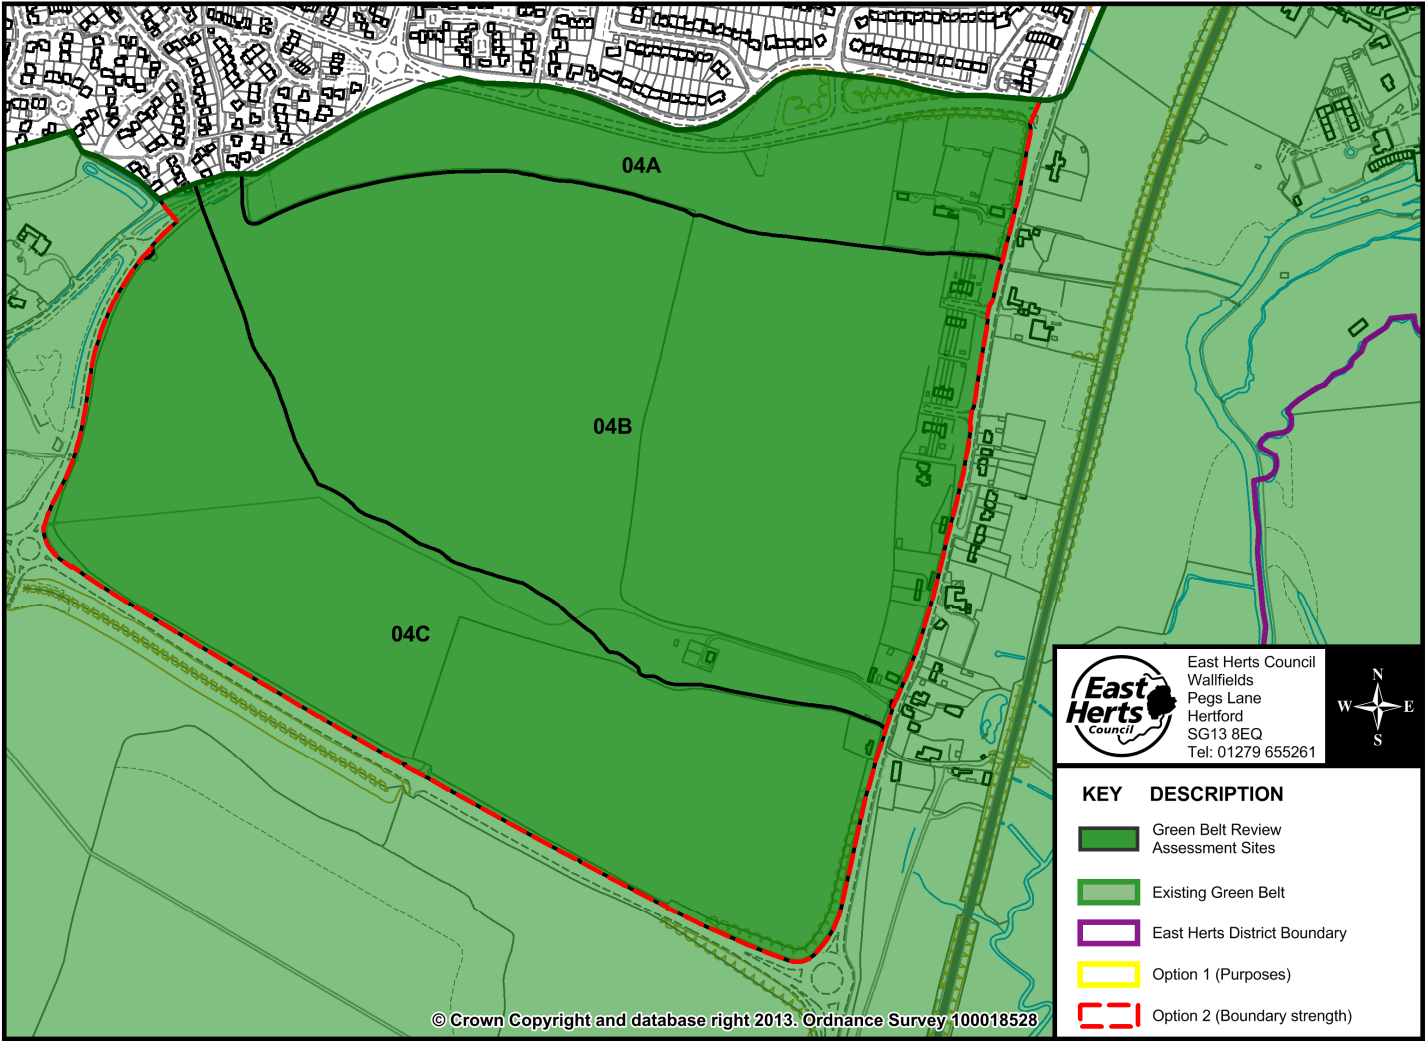 04A
04B
04C
East
Herts
Council
East Herts Council
Wallfields
Pegs Lane
Hertford
SG13 8EQ
Tel: 01279 655261
N
W E
S
KEY DESCRIPTION
Green Belt Review
Assessment Sites
Existing Green Belt
East Herts District Boundary
Option 1 (Purposes)
Option 2 (Boundary strength)
© Crown Copyright and database right 2013. Ordnance Survey 100018528